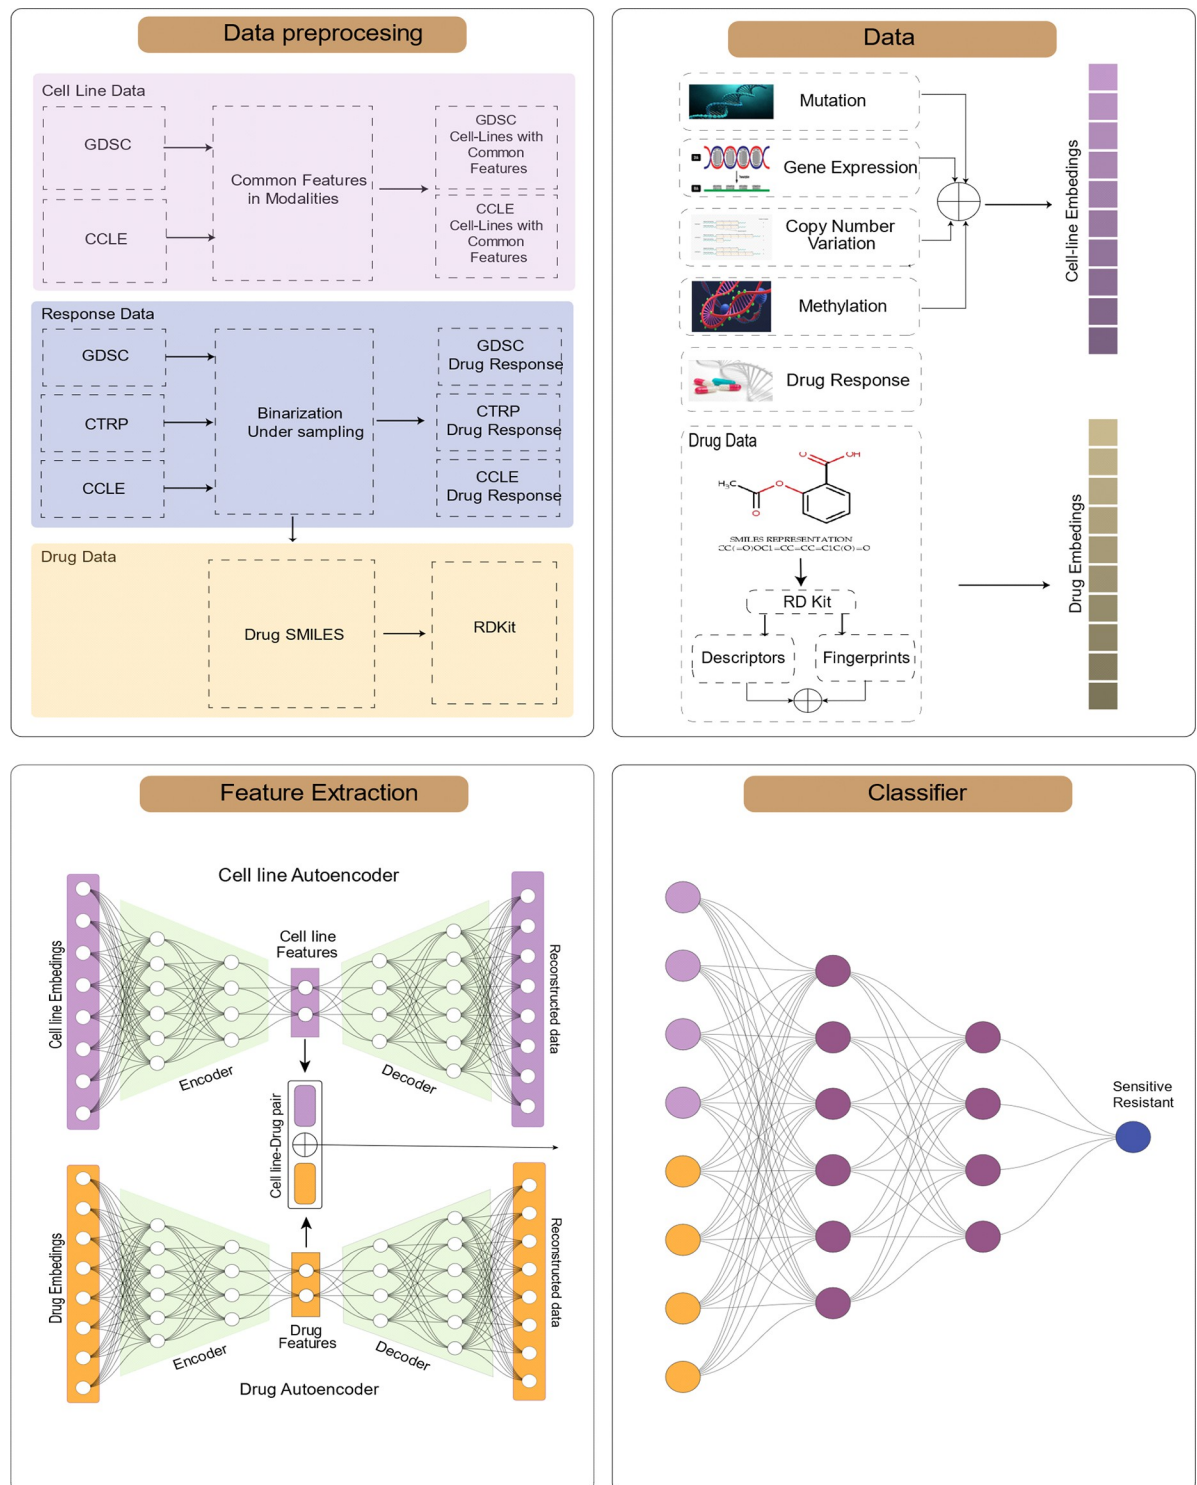 Data preprocesing
Cell Line Data
GDSC
CCLE
Common Features
in Modalities
GDSC
Cell-Lines with
Common
Features
CCLE
Cell-Lines with
Common
Features
Response Data
GDSC
CTRP
CCLE
Binarization
Under sampling
GDSC
Drug Response
CTRP
Drug Response
CCLE
Drug Response
Drug Data
Drug SMILES
RDKit
Data
Mutation
Gene Expression
Copy Number
Variation
Methylation
Drug Response
Cell-line Embedings
Drug Data
O
OH
H₃C
O
O
SMILES REPRESENTATION
CC(=O)OC1=CC=CC=C1C(O)=O
RD Kit
Descriptors
Fingerprints
Drug Embedings
Feature Extraction
Cell line Autoencoder
Cell line Embedings
Encoder
Cell line
Features
Decoder
Reconstructed data
Cell line-Drug pair
Drug Embedings
Encoder
Drug
Features
Decoder
Reconstructed data
Drug Autoencoder
Classifier
Sensitive
Resistant